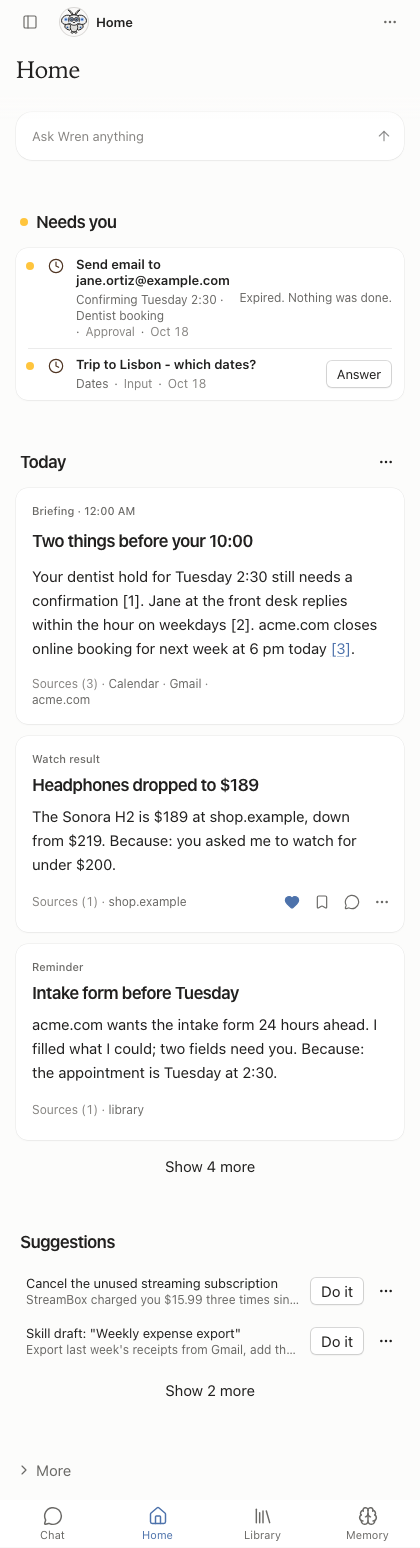 Home
Home
Ask Wren anything
Needs you
Send email to
jane.ortiz@example.com
Confirming Tuesday 2:30 ·
Dentist booking
· Approval · Oct 18
Expired. Nothing was done.
Trip to Lisbon - which dates?
Dates · Input · Oct 18
Answer
Today
Briefing · 12:00 AM
Two things before your 10:00
Your dentist hold for Tuesday 2:30 still needs a
confirmation [1]. Jane at the front desk replies
within the hour on weekdays [2]. acme.com closes
online booking for next week at 6 pm today [3].
Sources (3) · Calendar · Gmail ·
acme.com
Watch result
Headphones dropped to $189
The Sonora H2 is $189 at shop.example, down
from $219. Because: you asked me to watch for
under $200.
Sources (1) · shop.example
Reminder
Intake form before Tuesday
acme.com wants the intake form 24 hours ahead. I
filled what I could; two fields need you. Because:
the appointment is Tuesday at 2:30.
Sources (1) · library
Show 4 more
Suggestions
Cancel the unused streaming subscription
StreamBox charged you $15.99 three times sin...
Do it
Skill draft: "Weekly expense export"
Export last week's receipts from Gmail, add th...
Do it
Show 2 more
More
Chat
Home
Library
Memory